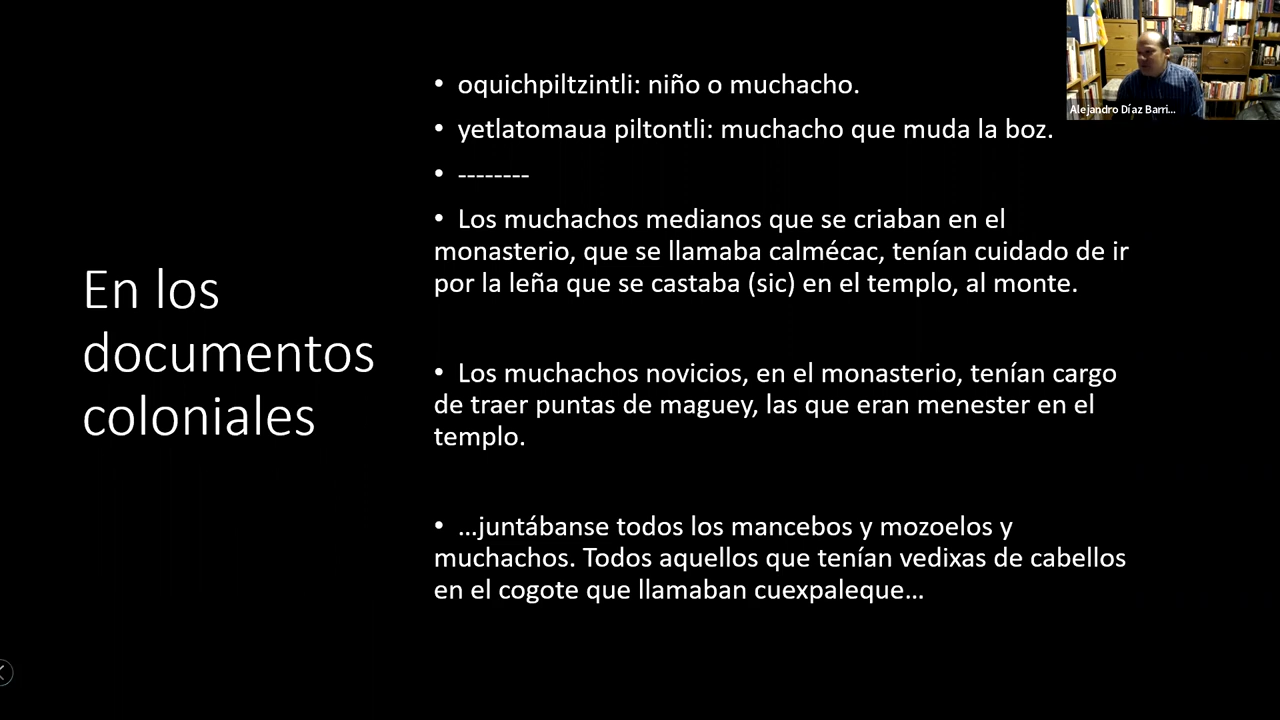 En los
documentos
coloniales
• oquichpiltzintli: niño o muchacho.
• yetlatomaua piltontli: muchacho que muda la boz.
• --------
• Los muchachos medianos que se criaban en el
monasterio, que se llamaba calmécac, tenían cuidado de ir
por la leña que se castaba (sic) en el templo, al monte.
• Los muchachos novicios, en el monasterio, tenían cargo
de traer puntas de maguey, las que eran menester en el
templo.
• …juntábanse todos los mancebos y mozoelos y
muchachos. Todos aquellos que tenían vedixas de cabellos
en el cogote que llamaban cuexpaleque…
Alejandro Díaz Barri...